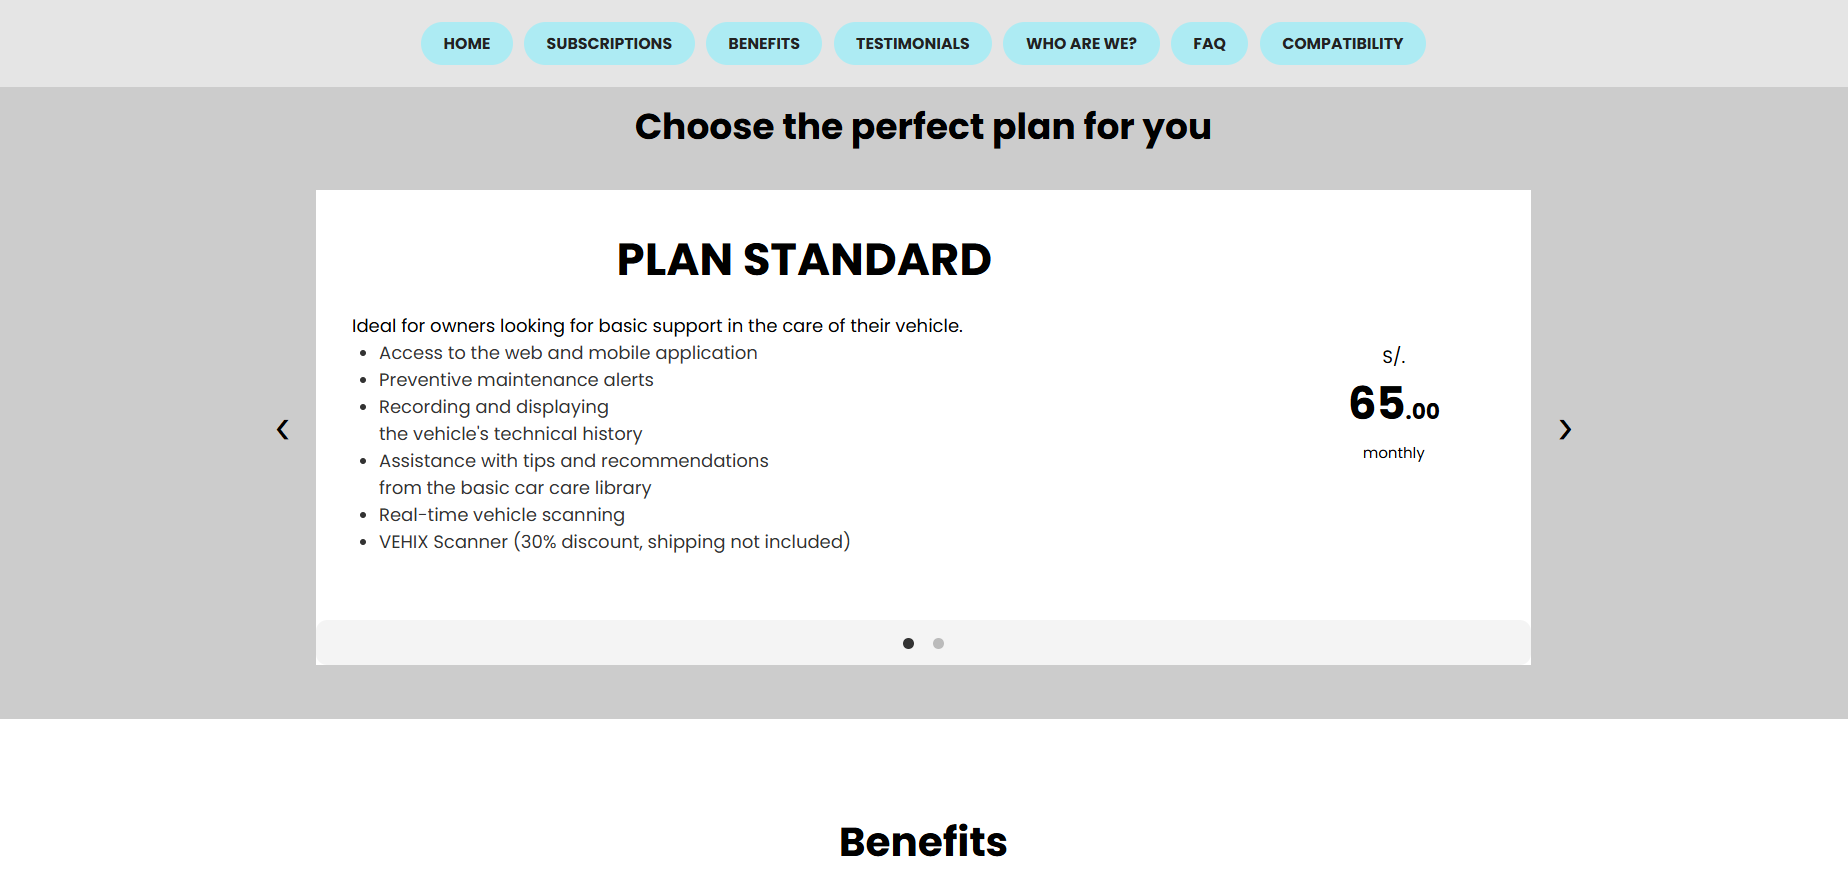 HOME SUBSCRIPTIONS BENEFITS TESTIMONIALS WHO ARE WE? FAQ COMPATIBILITY
Choose the perfect plan for you
PLAN STANDARD
Ideal for owners looking for basic support in the care of their vehicle.
• Access to the web and mobile application
• Preventive maintenance alerts
• Recording and displaying
the vehicle's technical history
• Assistance with tips and recommendations
from the basic car care library
• Real-time vehicle scanning
• VEHIX Scanner (30% discount, shipping not included)
S/.
65.00
monthly
‹ ›
Benefits